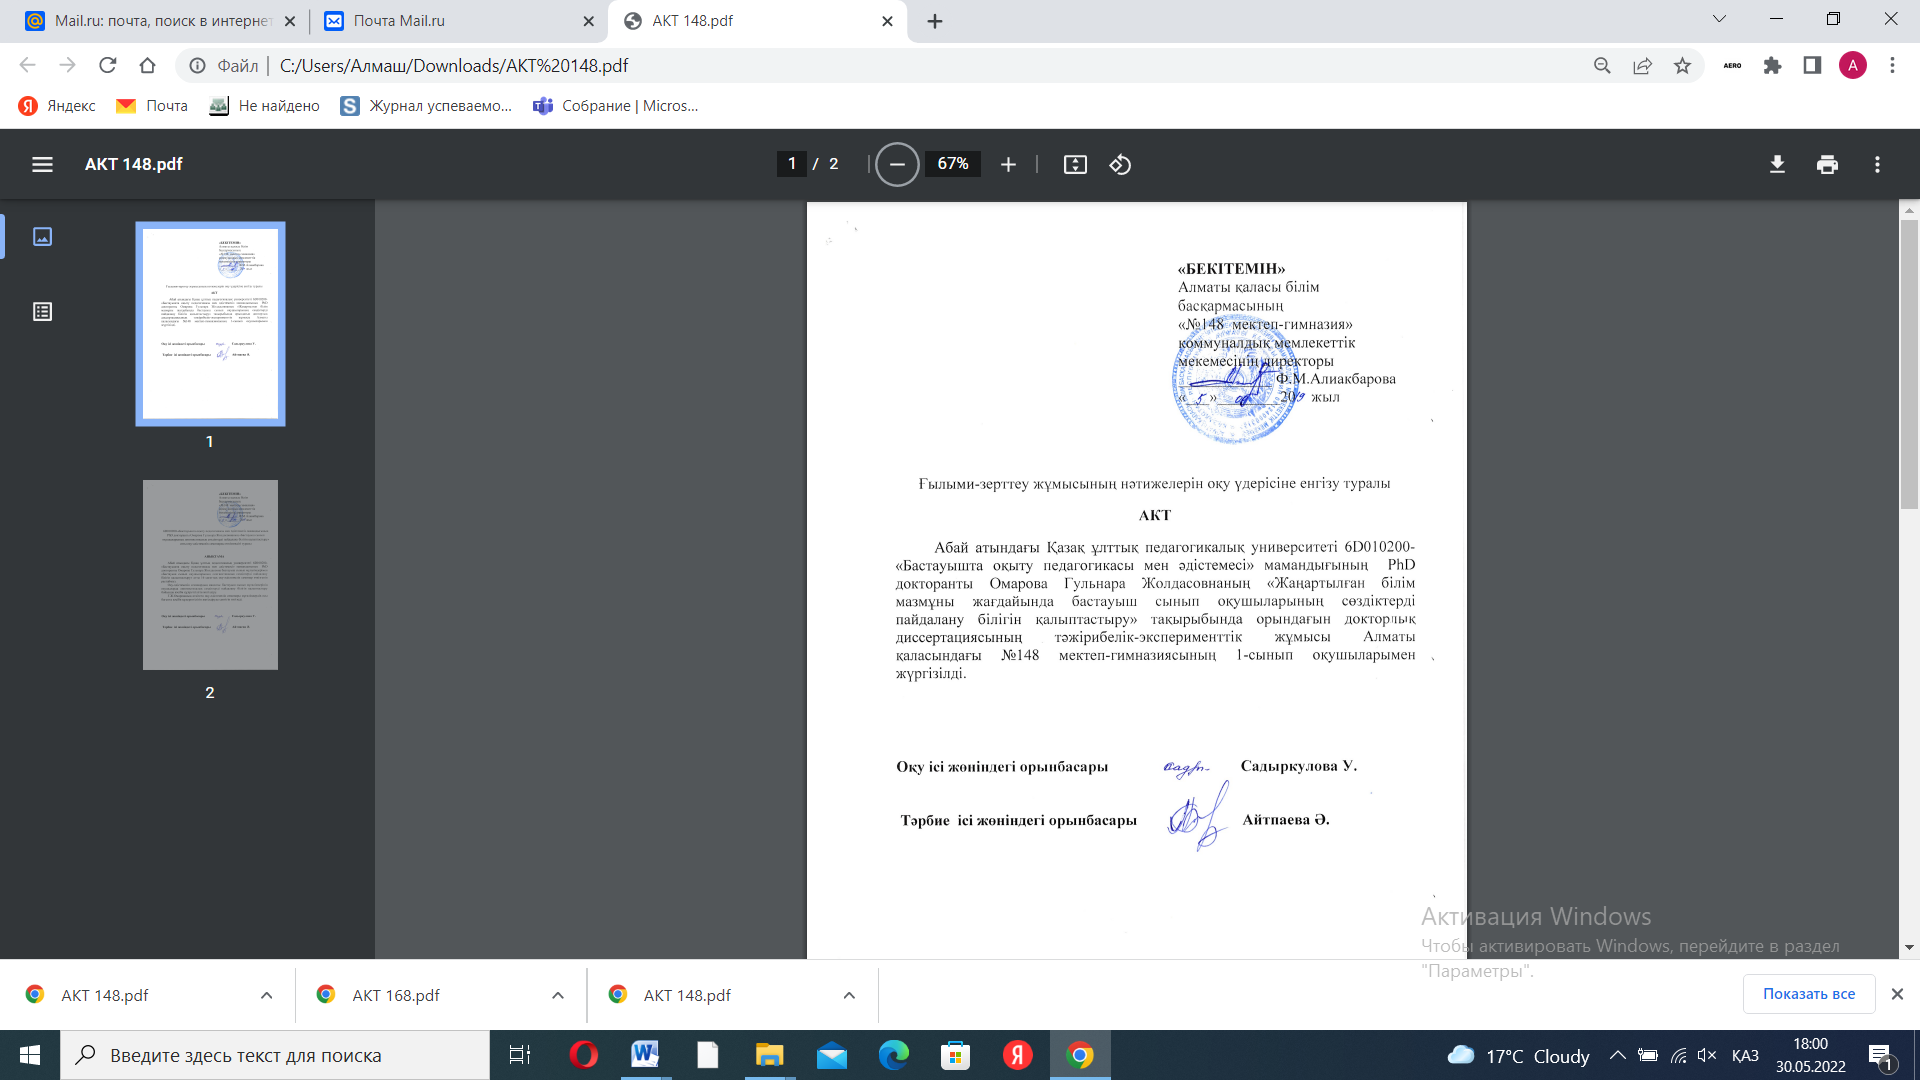 Mail.ru: почта, поиск в интернет
Почта Mail.ru
АКТ 148.pdf
Файл
C:/Users/Алмаш/Downloads/АКТ%20148.pdf
AERO
A
Яндекс
Почта
Не найдено
Журнал успеваемо...
Собрание | Micros...
АКТ 148.pdf
1 / 2
67%
1
2
«БЕКІТЕМІН»
Алматы қаласы білім
басқармасының
«№148 мектеп-гимназия»
коммуналдық мемлекеттік
мекемесінің директоры
Ф.М.Алиакбарова
« 5 » 2019 жыл
Ғылыми-зерттеу жұмысының нәтижелерін оқу үдерісіне енгізу туралы
АКТ
Абай атындағы Қазақ ұлттық педагогикалық университеті 6D010200-
«Бастауышта оқыту педагогикасы мен әдістемесі» мамандығының PhD
докторанты Омарова Гульнара Жолдасовнаның «Жаңартылған білім
мазмұны жағдайында бастауыш сынып оқушыларының сөздіктерді
пайдалану білігін қалыптастыру» тақырыбында орындағын докторлық
диссертациясының тәжірибелік-эксперименттік жұмысы Алматы
қаласындағы №148 мектеп-гимназиясының 1-сынып оқушыларымен
жүргізілді.
Оқу ісі жөніндегі орынбасары Садыркулова У.
Тәрбие ісі жөніндегі орынбасары Айтпаева Ә.
Активация Windows
Чтобы активировать Windows, перейдите в раздел
"Параметры".
АКТ 148.pdf
АКТ 168.pdf
АКТ 148.pdf
Показать все
Введите здесь текст для поиска
17°C Cloudy
ҚАЗ
18:00
30.05.2022
1